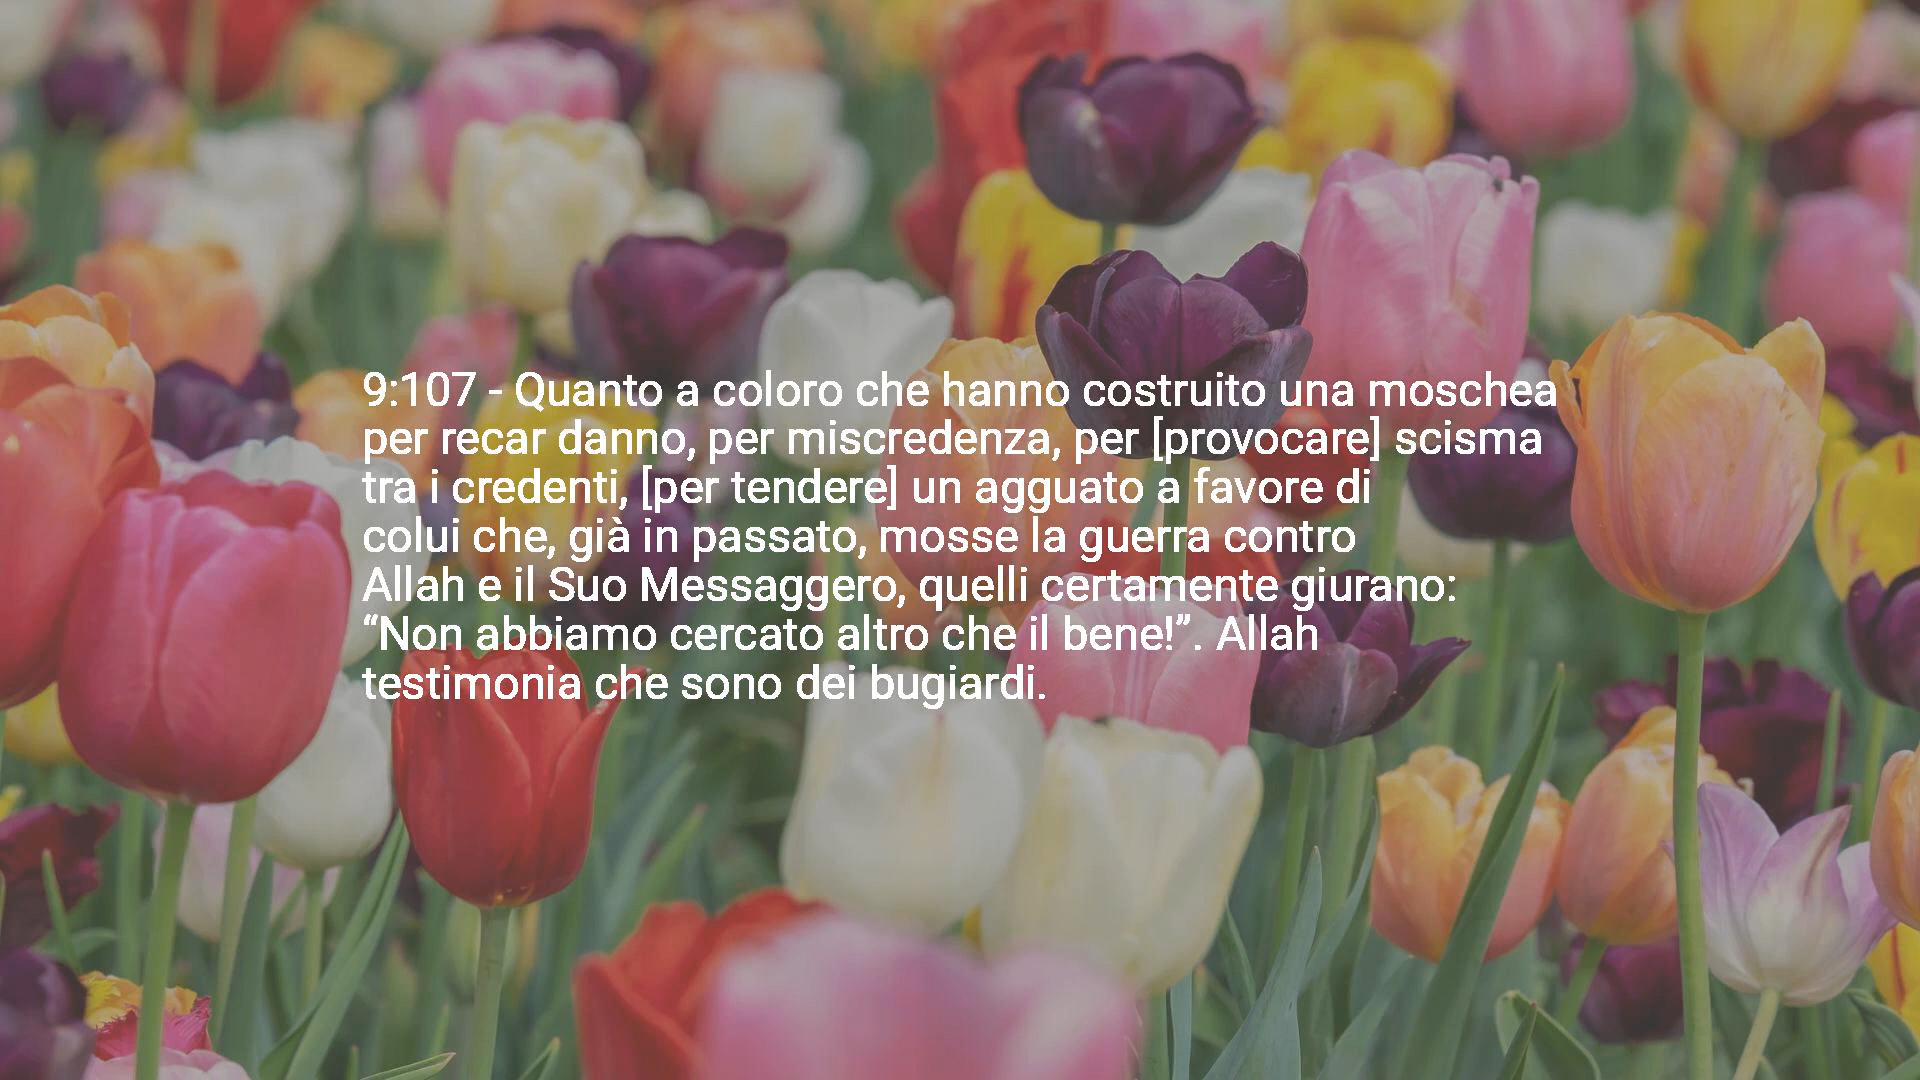 9:107 - Quanto a coloro che hanno costruito una moschea
per recar danno, per miscredenza, per [provocare] scisma
tra i credenti, [per tendere] un agguato a favore di
colui che, già in passato, mosse la guerra contro
Allah e il Suo Messaggero, quelli certamente giurano:
“Non abbiamo cercato altro che il bene!”. Allah
testimonia che sono dei bugiardi.